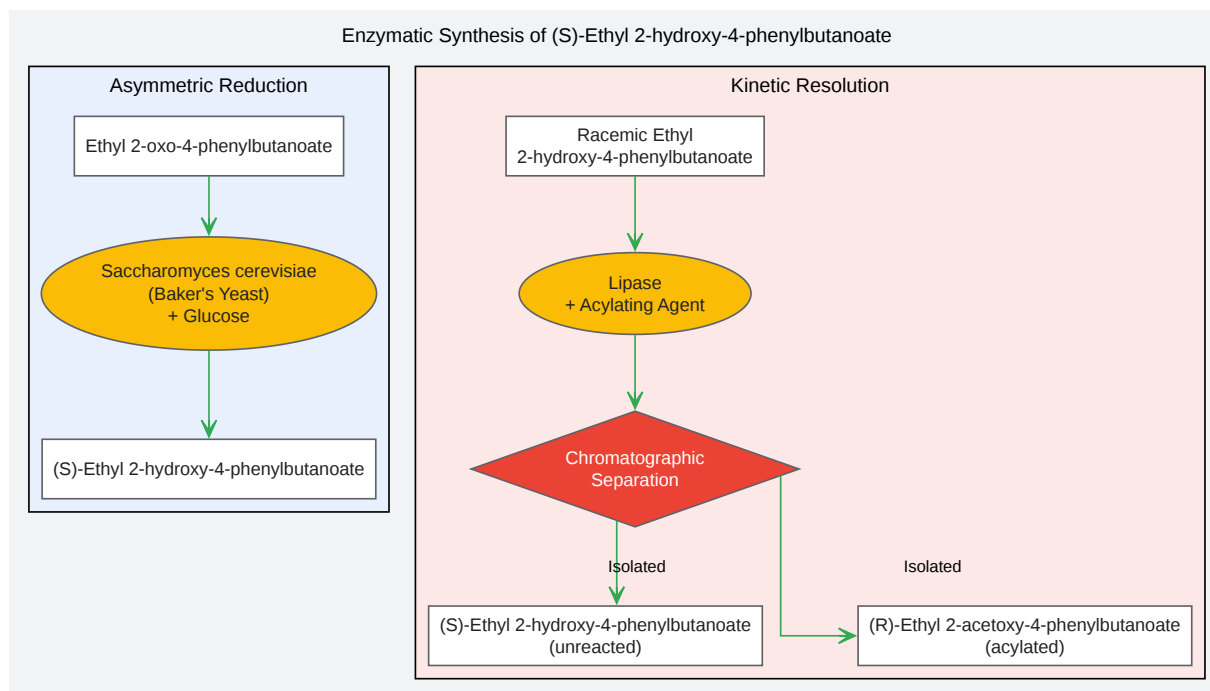 Enzymatic Synthesis of (S)-Ethyl 2-hydroxy-4-phenylbutanoate
Asymmetric Reduction
Ethyl 2-oxo-4-phenylbutanoate
Saccharomyces cerevisiae
(Baker's Yeast)
+ Glucose
(S)-Ethyl 2-hydroxy-4-phenylbutanoate
Kinetic Resolution
Racemic Ethyl
2-hydroxy-4-phenylbutanoate
Lipase
+ Acylating Agent
Chromatographic
Separation
Isolated
Isolated
(S)-Ethyl 2-hydroxy-4-phenylbutanoate
(unreacted)
(R)-Ethyl 2-acetoxy-4-phenylbutanoate
(acylated)